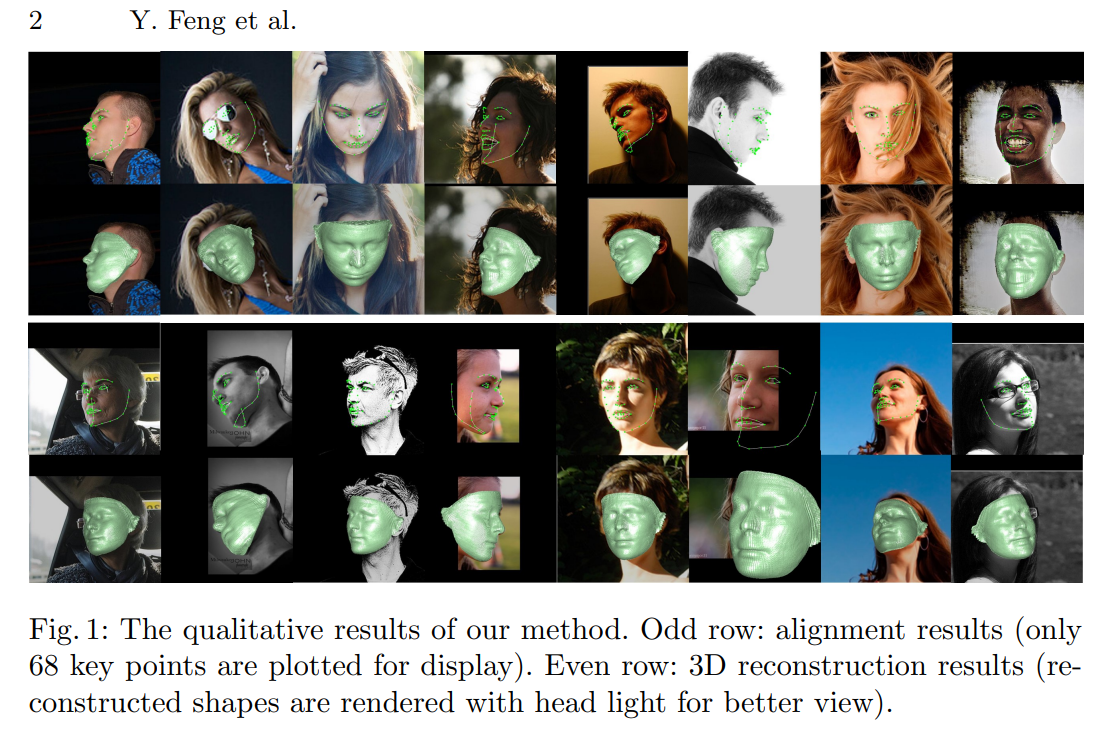 2 Y. Feng et al.
Fig. 1: The qualitative results of our method. Odd row: alignment results (only
68 key points are plotted for display). Even row: 3D reconstruction results (re-
constructed shapes are rendered with head light for better view).